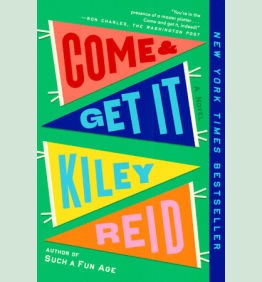 "You're in the
presence of a master plotter . . .
Come and get it, indeed!"
—RON CHARLES, THE WASHINGTON POST
COME &
GET IT
A NOVEL
KILEY
REID
AUTHOR OF
SUCH A FUN AGE
NEW YORK TIMES BESTSELLER